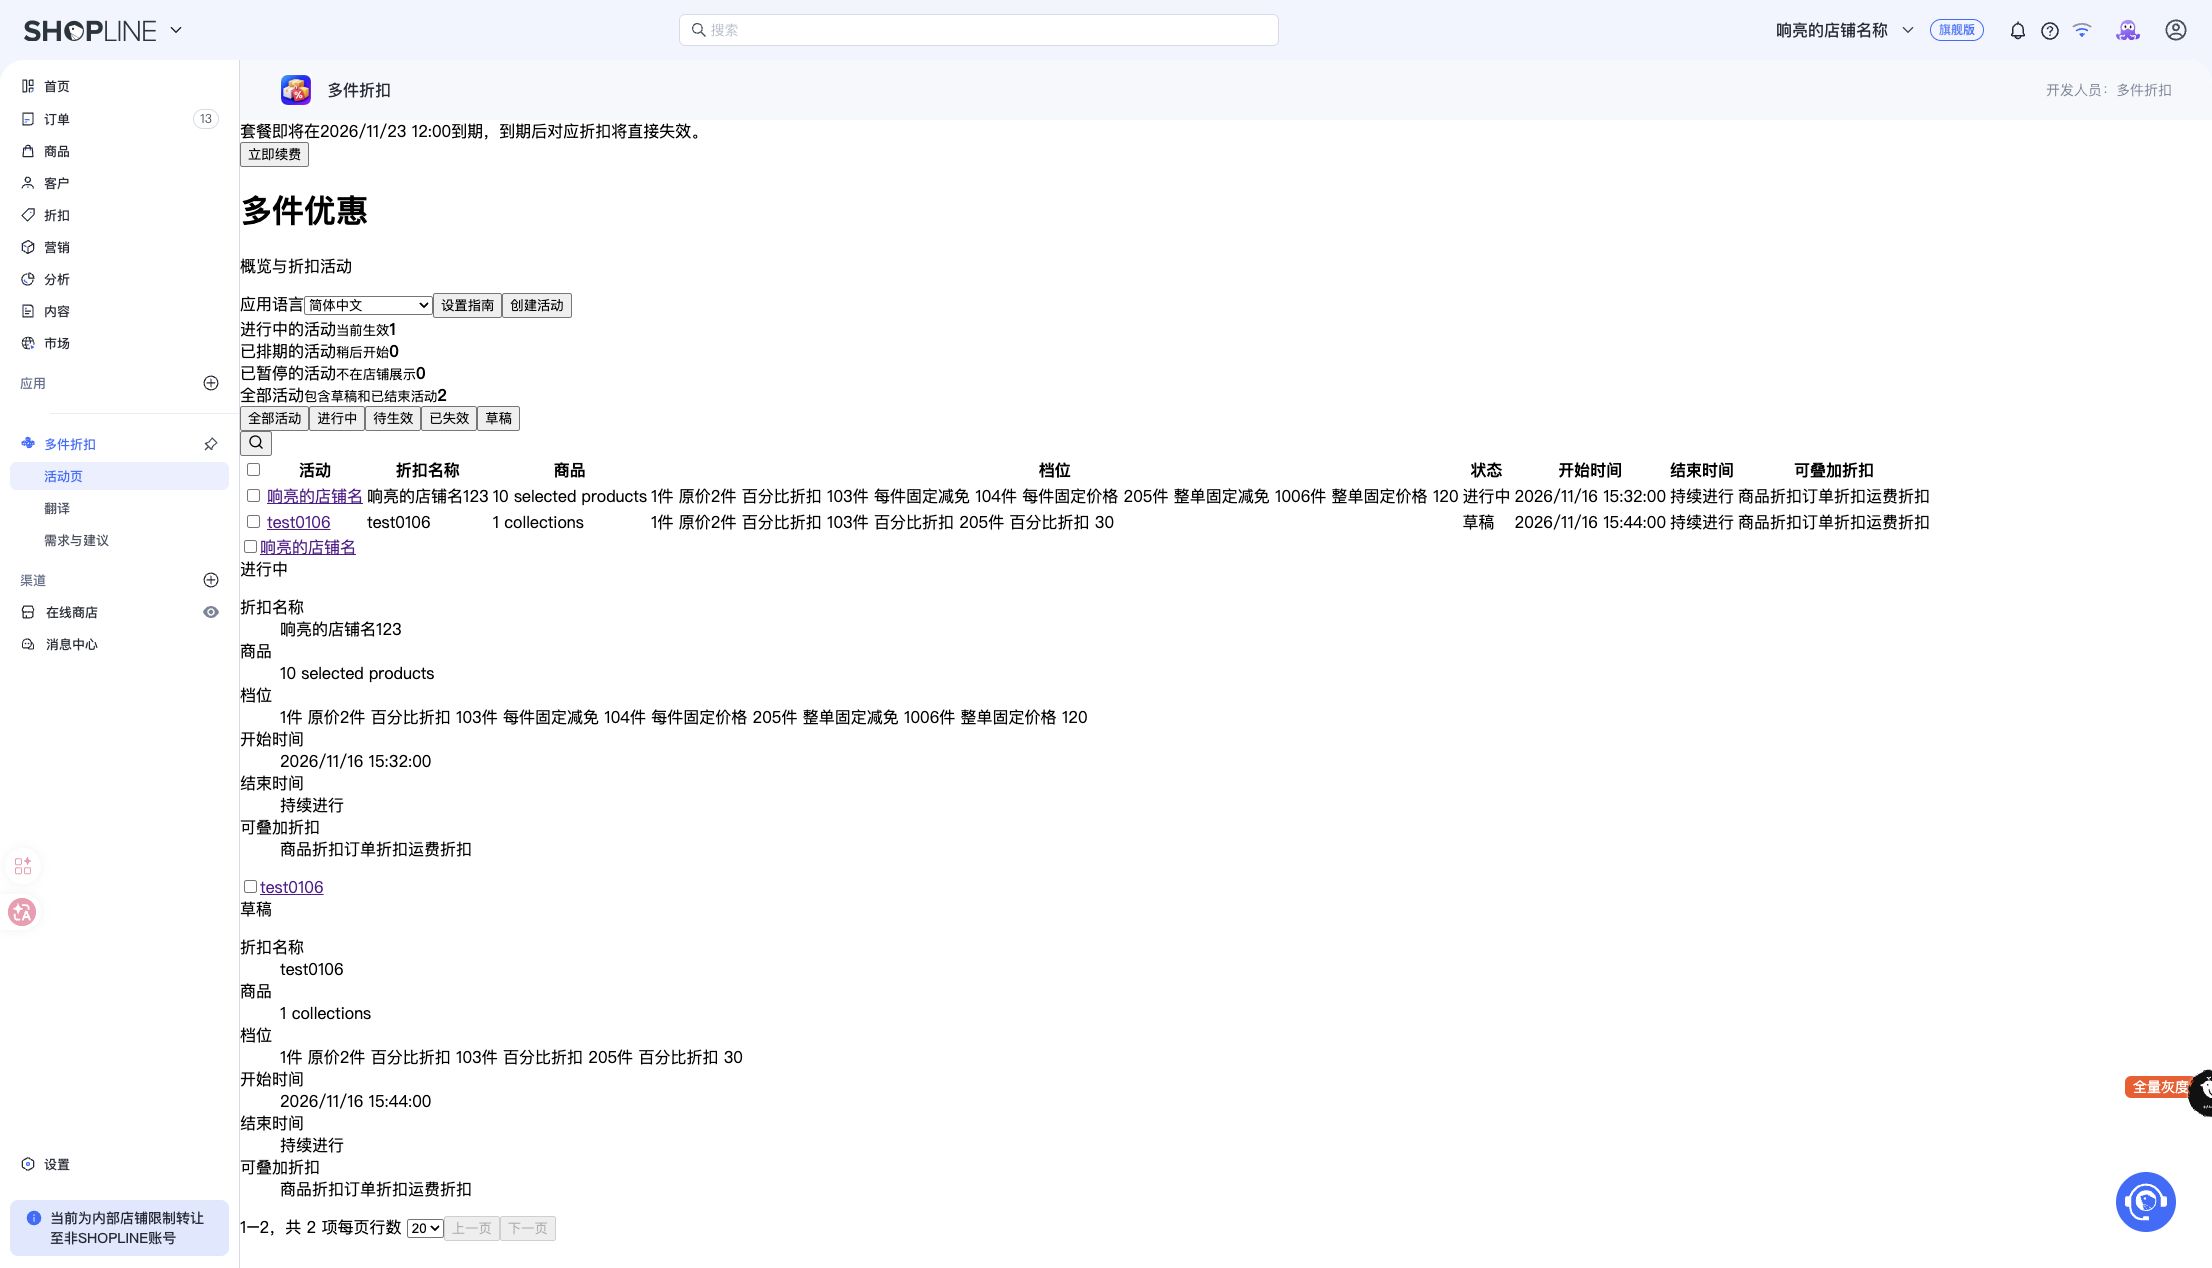 SHOPLINE
搜索
响亮的店铺名称
旗舰版
首页
订单
13
商品
客户
折扣
营销
分析
内容
市场
应用
多件折扣
活动页
翻译
需求与建议
渠道
在线商店
消息中心
设置
当前为内部店铺限制转让
至非SHOPLINE账号
多件折扣
开发人员：多件折扣
套餐即将在2026/11/23 12:00到期，到期后对应折扣将直接失效。
立即续费
多件优惠
概览与折扣活动
应用语言 简体中文 设置指南 创建活动
进行中的活动当前生效1
已排期的活动稍后开始0
已暂停的活动不在店铺展示0
全部活动包含草稿和已结束活动2
全部活动 进行中 待生效 已失效 草稿
活动 折扣名称 商品 档位 状态 开始时间 结束时间 可叠加折扣
响亮的店铺名 响亮的店铺名123 10 selected products 1件 原价2件 百分比折扣 103件 每件固定减免 104件 每件固定价格 205件 整单固定减免 1006件 整单固定价格 120 进行中 2026/11/16 15:32:00 持续进行 商品折扣订单折扣运费折扣
test0106 test0106 1 collections 1件 原价2件 百分比折扣 103件 百分比折扣 205件 百分比折扣 30 草稿 2026/11/16 15:44:00 持续进行 商品折扣订单折扣运费折扣
响亮的店铺名
进行中
折扣名称
响亮的店铺名123
商品
10 selected products
档位
1件 原价2件 百分比折扣 103件 每件固定减免 104件 每件固定价格 205件 整单固定减免 1006件 整单固定价格 120
开始时间
2026/11/16 15:32:00
结束时间
持续进行
可叠加折扣
商品折扣订单折扣运费折扣
test0106
草稿
折扣名称
test0106
商品
1 collections
档位
1件 原价2件 百分比折扣 103件 百分比折扣 205件 百分比折扣 30
开始时间
2026/11/16 15:44:00
结束时间
持续进行
可叠加折扣
商品折扣订单折扣运费折扣
1–2，共 2 项每页行数 20 上一页 下一页
全量灰度